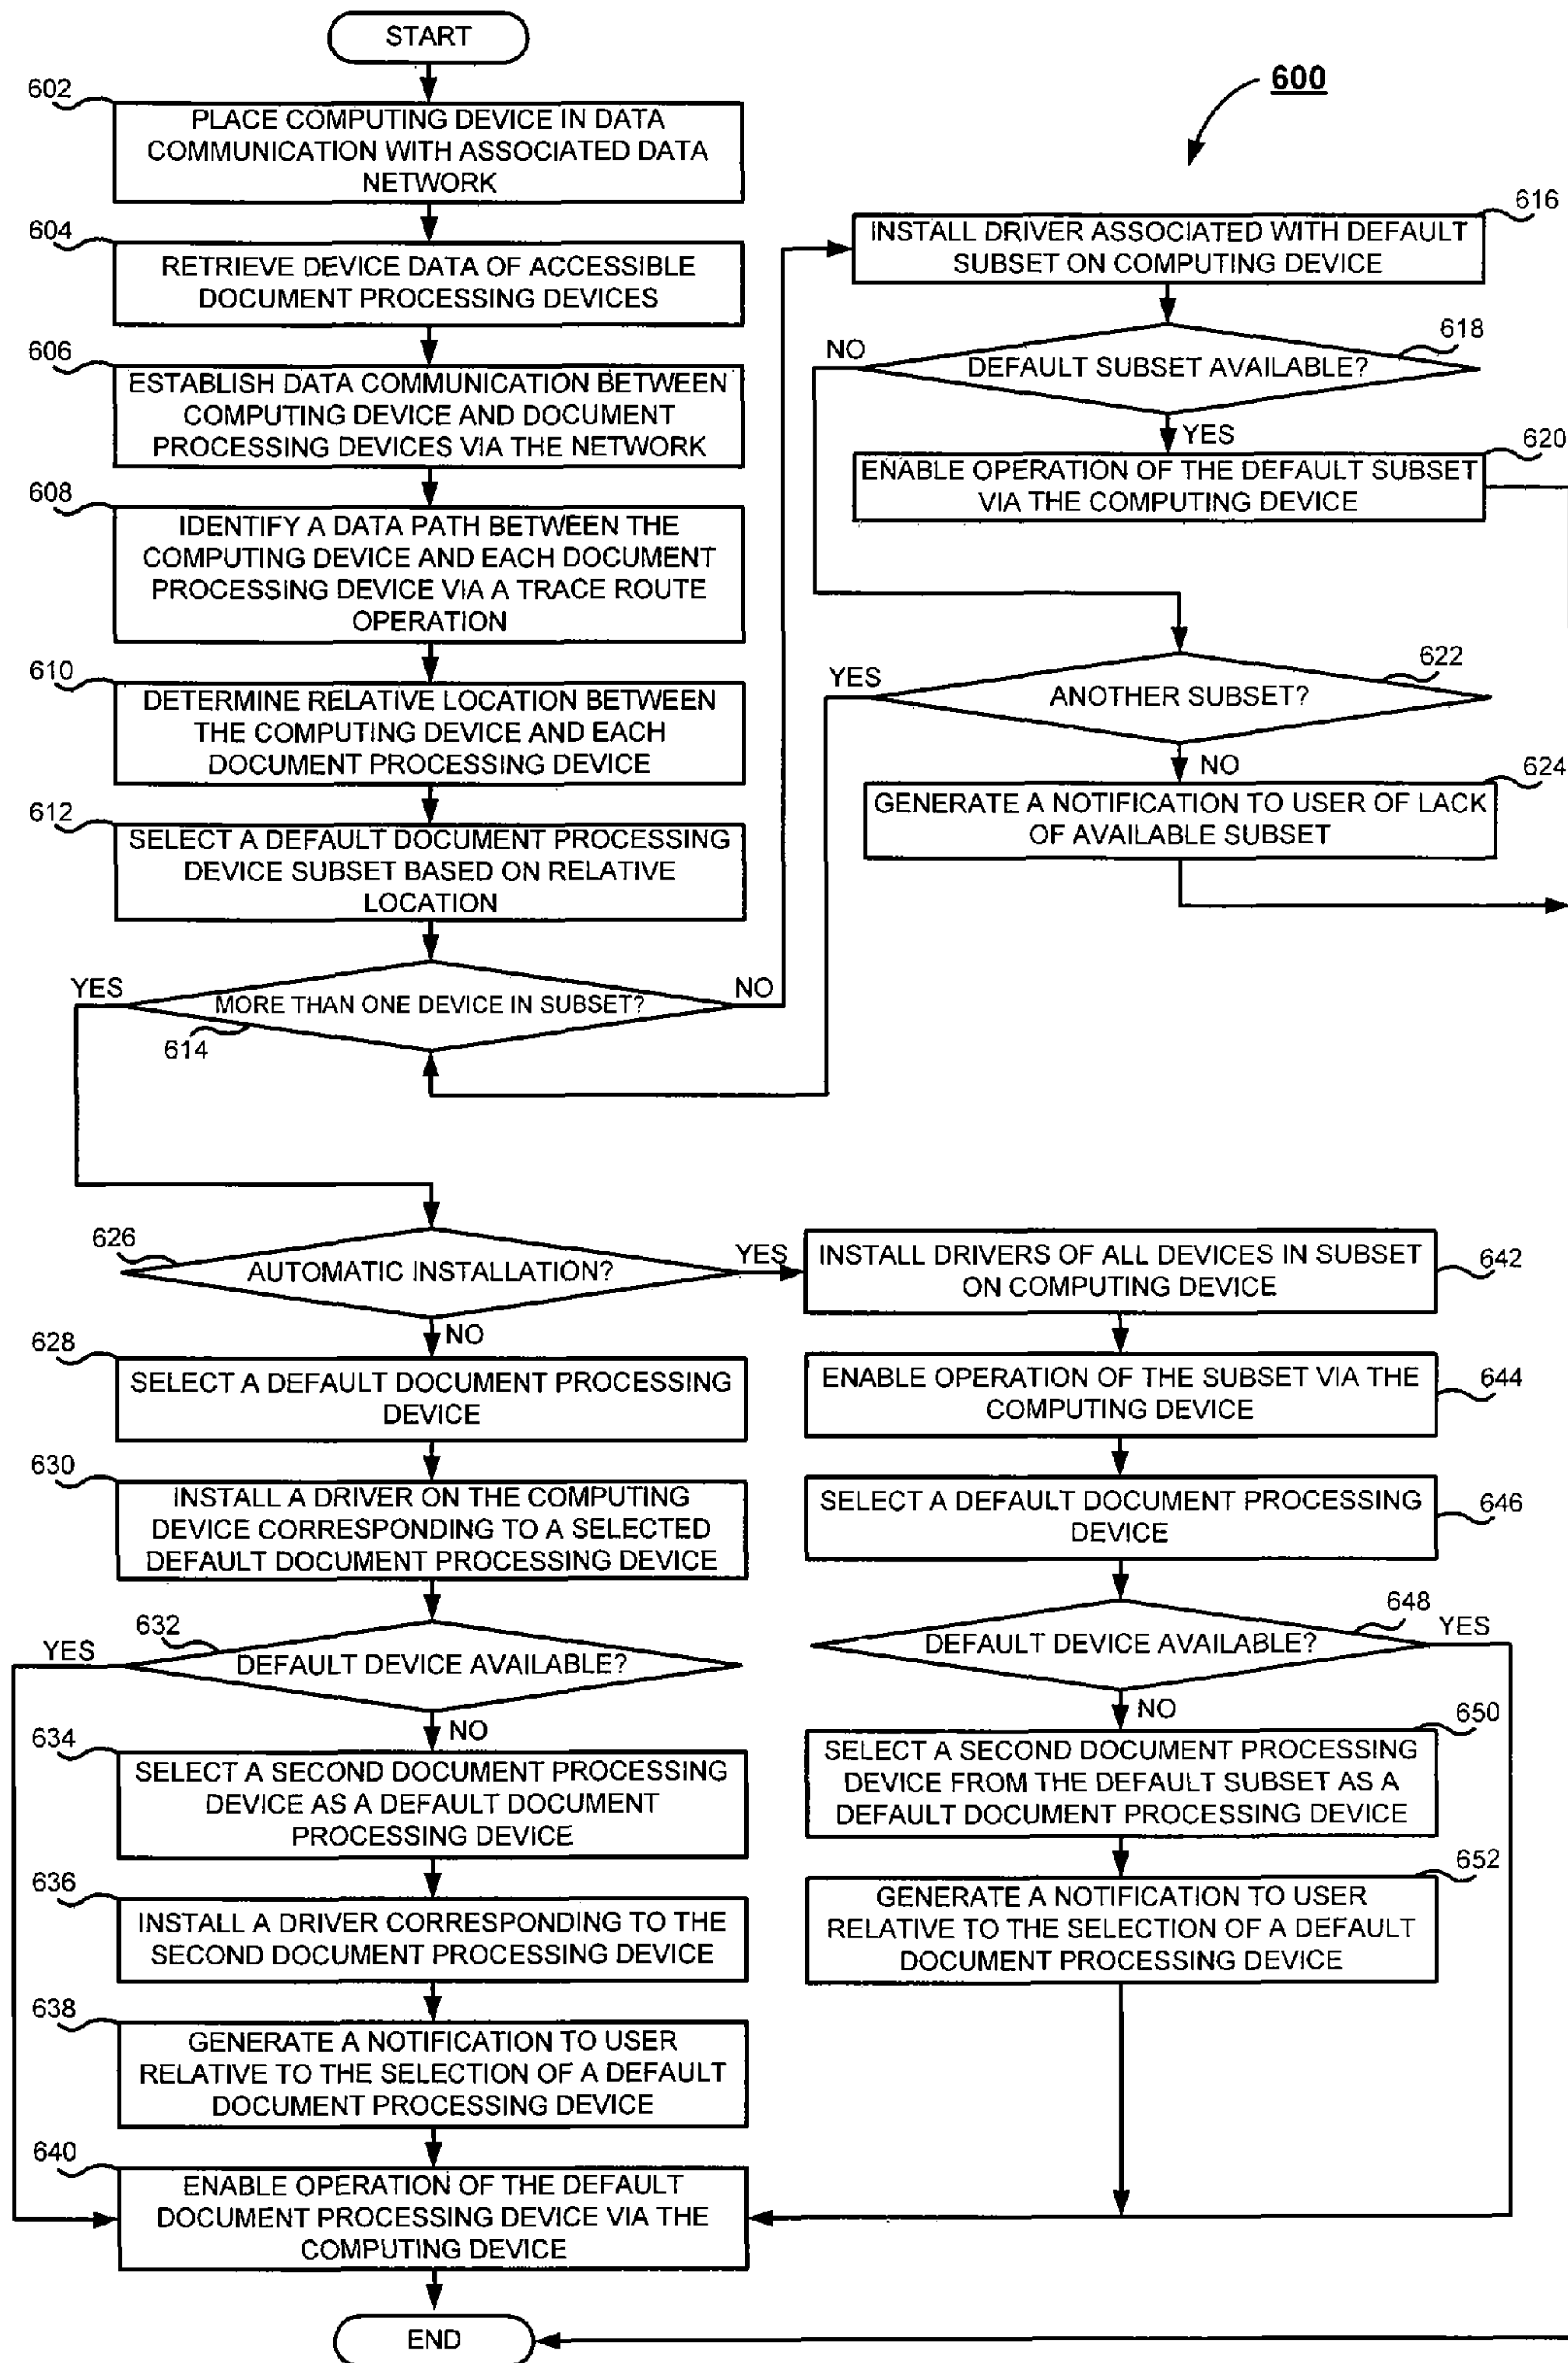 START
600
602
PLACE COMPUTING DEVICE IN DATA
COMMUNICATION WITH ASSOCIATED DATA
NETWORK
604
RETRIEVE DEVICE DATA OF ACCESSIBLE
DOCUMENT PROCESSING DEVICES
606
ESTABLISH DATA COMMUNICATION BETWEEN
COMPUTING DEVICE AND DOCUMENT
PROCESSING DEVICES VIA THE NETWORK
608
IDENTIFY A DATA PATH BETWEEN THE
COMPUTING DEVICE AND EACH DOCUMENT
PROCESSING DEVICE VIA A TRACE ROUTE
OPERATION
610
DETERMINE RELATIVE LOCATION BETWEEN
THE COMPUTING DEVICE AND EACH
DOCUMENT PROCESSING DEVICE
612
SELECT A DEFAULT DOCUMENT PROCESSING
DEVICE SUBSET BASED ON RELATIVE
LOCATION
YES
MORE THAN ONE DEVICE IN SUBSET?
NO
614
616
INSTALL DRIVER ASSOCIATED WITH DEFAULT
SUBSET ON COMPUTING DEVICE
618
NO
DEFAULT SUBSET AVAILABLE?
YES
620
ENABLE OPERATION OF THE DEFAULT SUBSET
VIA THE COMPUTING DEVICE
622
YES
ANOTHER SUBSET?
NO
624
GENERATE A NOTIFICATION TO USER OF LACK
OF AVAILABLE SUBSET
626
AUTOMATIC INSTALLATION?
YES
NO
628
SELECT A DEFAULT DOCUMENT PROCESSING
DEVICE
630
INSTALL A DRIVER ON THE COMPUTING
DEVICE CORRESPONDING TO A SELECTED
DEFAULT DOCUMENT PROCESSING DEVICE
632
YES
DEFAULT DEVICE AVAILABLE?
NO
634
SELECT A SECOND DOCUMENT PROCESSING
DEVICE AS A DEFAULT DOCUMENT
PROCESSING DEVICE
636
INSTALL A DRIVER CORRESPONDING TO THE
SECOND DOCUMENT PROCESSING DEVICE
638
GENERATE A NOTIFICATION TO USER
RELATIVE TO THE SELECTION OF A DEFAULT
DOCUMENT PROCESSING DEVICE
640
ENABLE OPERATION OF THE DEFAULT
DOCUMENT PROCESSING DEVICE VIA THE
COMPUTING DEVICE
INSTALL DRIVERS OF ALL DEVICES IN SUBSET
ON COMPUTING DEVICE
642
ENABLE OPERATION OF THE SUBSET VIA THE
COMPUTING DEVICE
644
SELECT A DEFAULT DOCUMENT PROCESSING
DEVICE
646
648
DEFAULT DEVICE AVAILABLE?
YES
NO
650
SELECT A SECOND DOCUMENT PROCESSING
DEVICE FROM THE DEFAULT SUBSET AS A
DEFAULT DOCUMENT PROCESSING DEVICE
652
GENERATE A NOTIFICATION TO USER
RELATIVE TO THE SELECTION OF A DEFAULT
DOCUMENT PROCESSING DEVICE
END